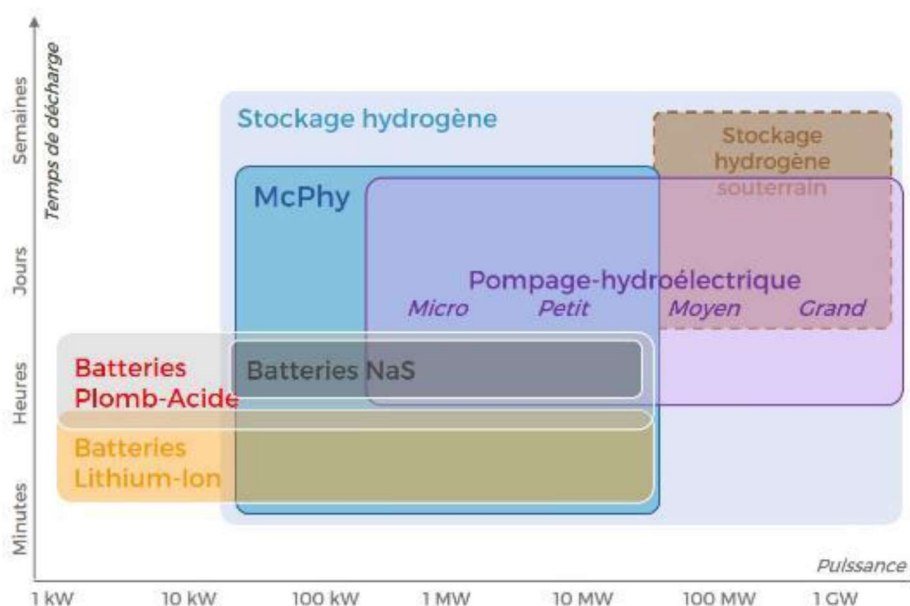 Temps de décharge
Semaines
Jours
Heures
Minutes
Stockage hydrogène
McPhy
Stockage
hydrogène
souterrain
Pompage-hydroélectrique
Micro Petit Moyen Grand
Batteries
Plomb-Acide
Batteries NaS
Batteries
Lithium-Ion
Puissance
1 kW 10 kW 100 kW 1 MW 10 MW 100 MW 1 GW